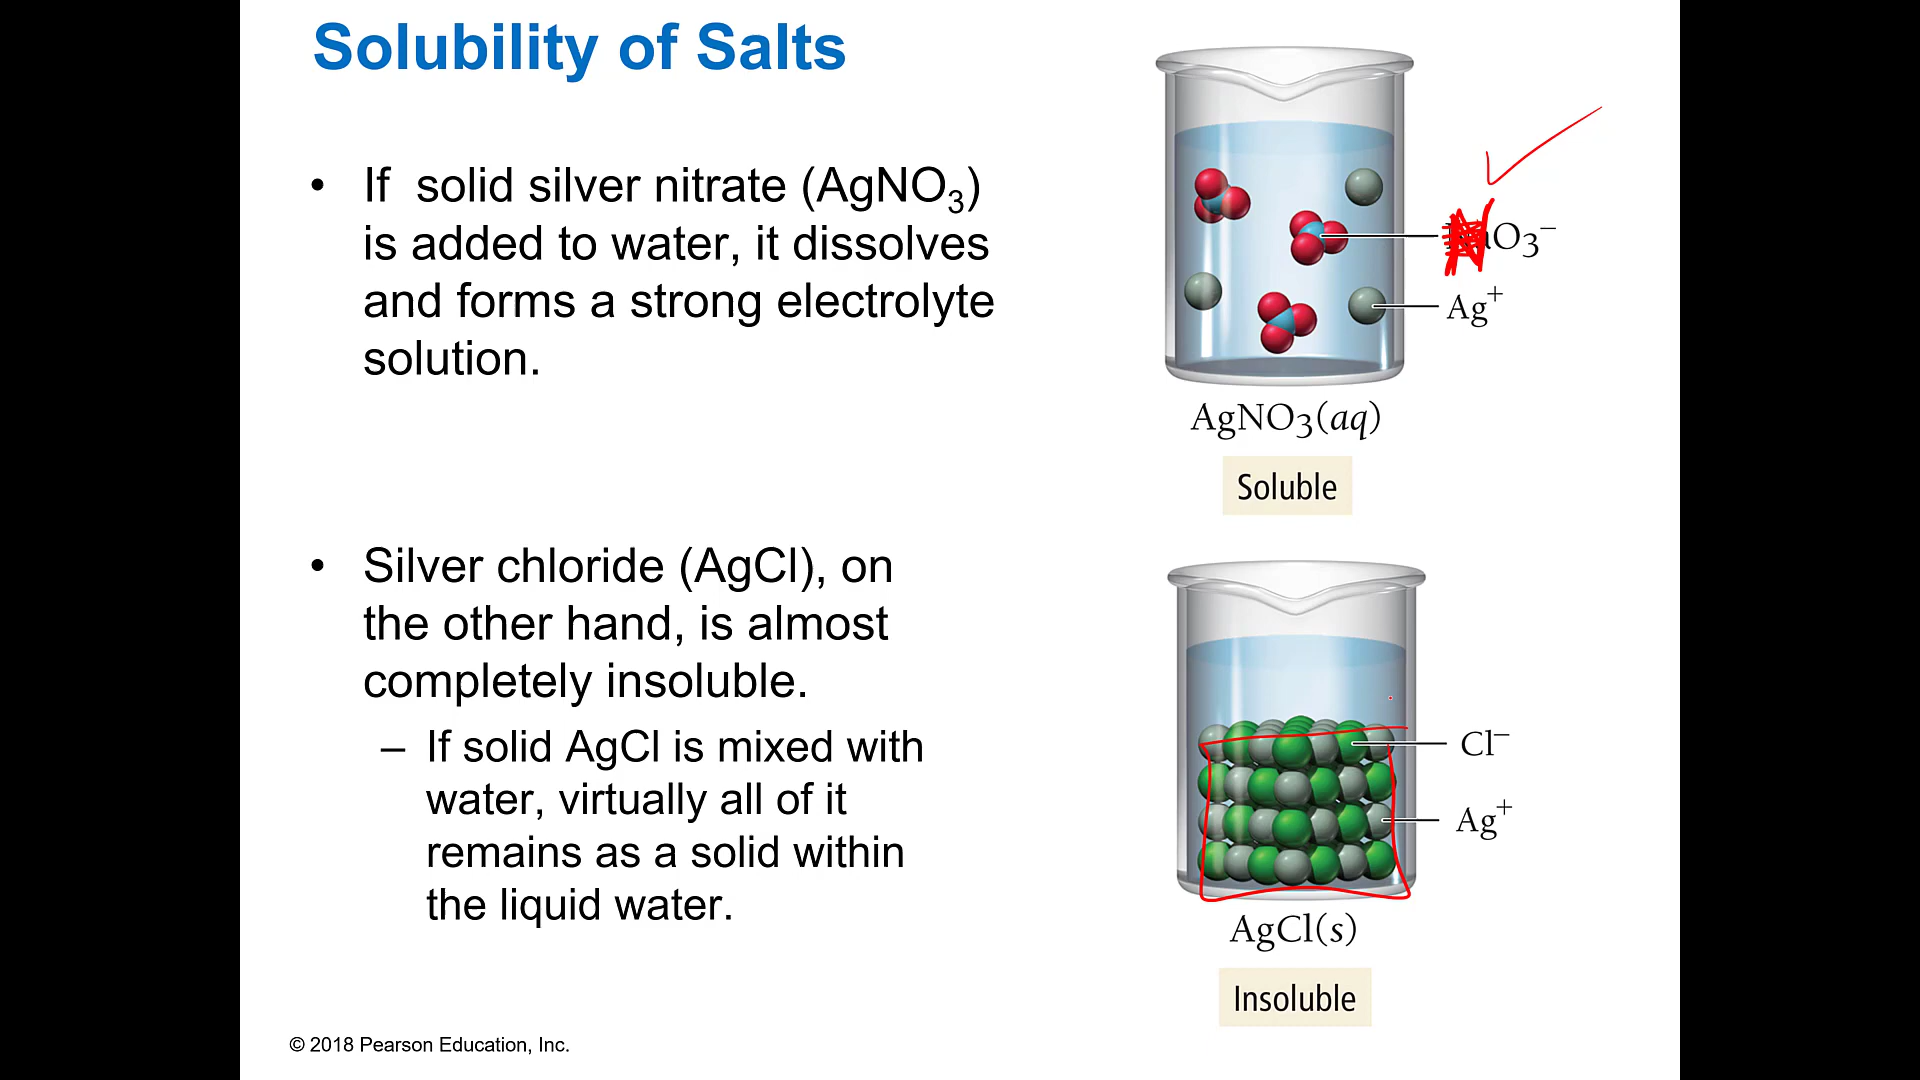 Solubility of Salts
• If solid silver nitrate (AgNO₃)
is added to water, it dissolves
and forms a strong electrolyte
solution.
• Silver chloride (AgCl), on
the other hand, is almost
completely insoluble.
– If solid AgCl is mixed with
water, virtually all of it
remains as a solid within
the liquid water.
N O₃⁻
Ag⁺
AgNO₃(aq)
Soluble
Cl⁻
Ag⁺
AgCl(s)
Insoluble
© 2018 Pearson Education, Inc.